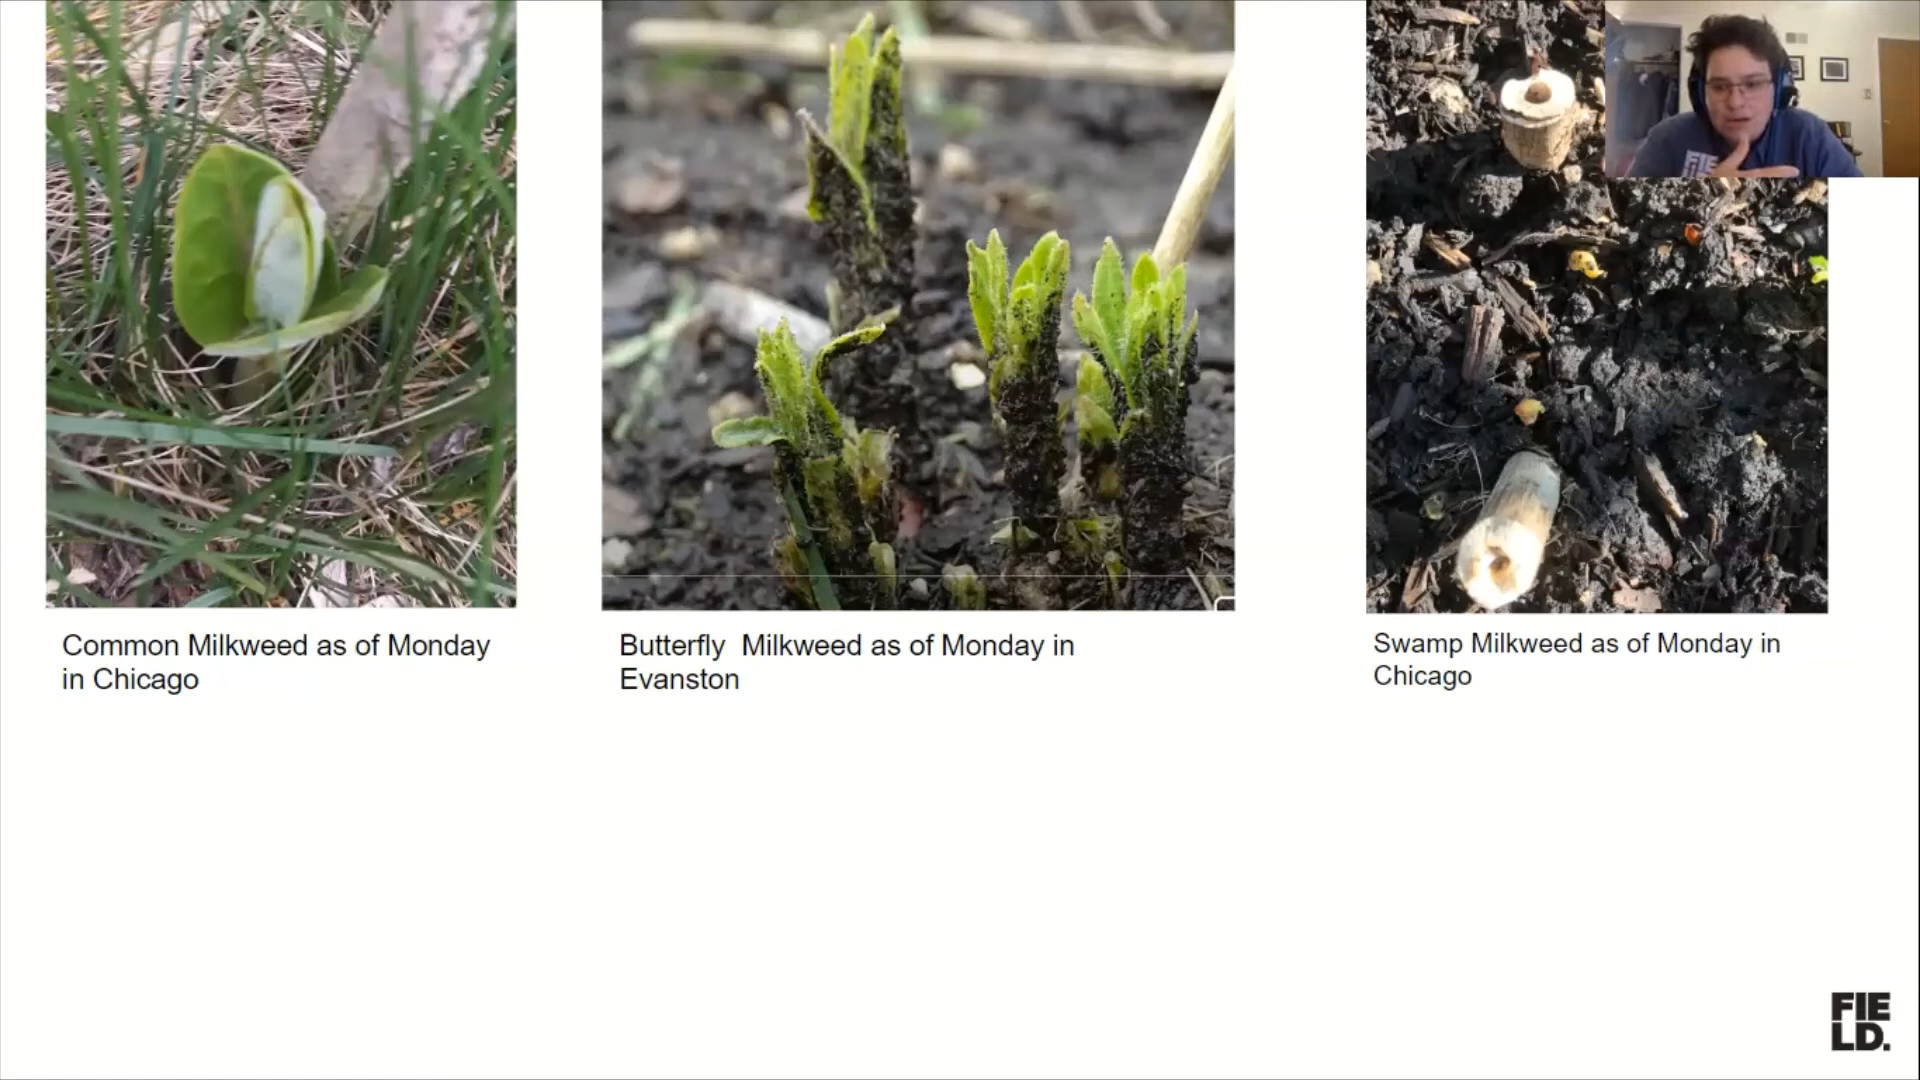 Common Milkweed as of Monday
in Chicago
Butterfly  Milkweed as of Monday in
Evanston
Swamp Milkweed as of Monday in
Chicago
FIE
LD.